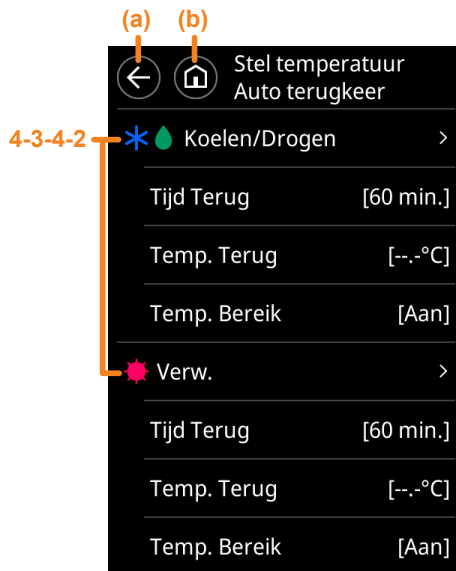 (a) (b)
Stel temperatuur
Auto terugkeer
4-3-4-2 Koelen/Drogen >
Tijd Terug [60 min.]
Temp. Terug [--.-°C]
Temp. Bereik [Aan]
Verw. >
Tijd Terug [60 min.]
Temp. Terug [--.-°C]
Temp. Bereik [Aan]